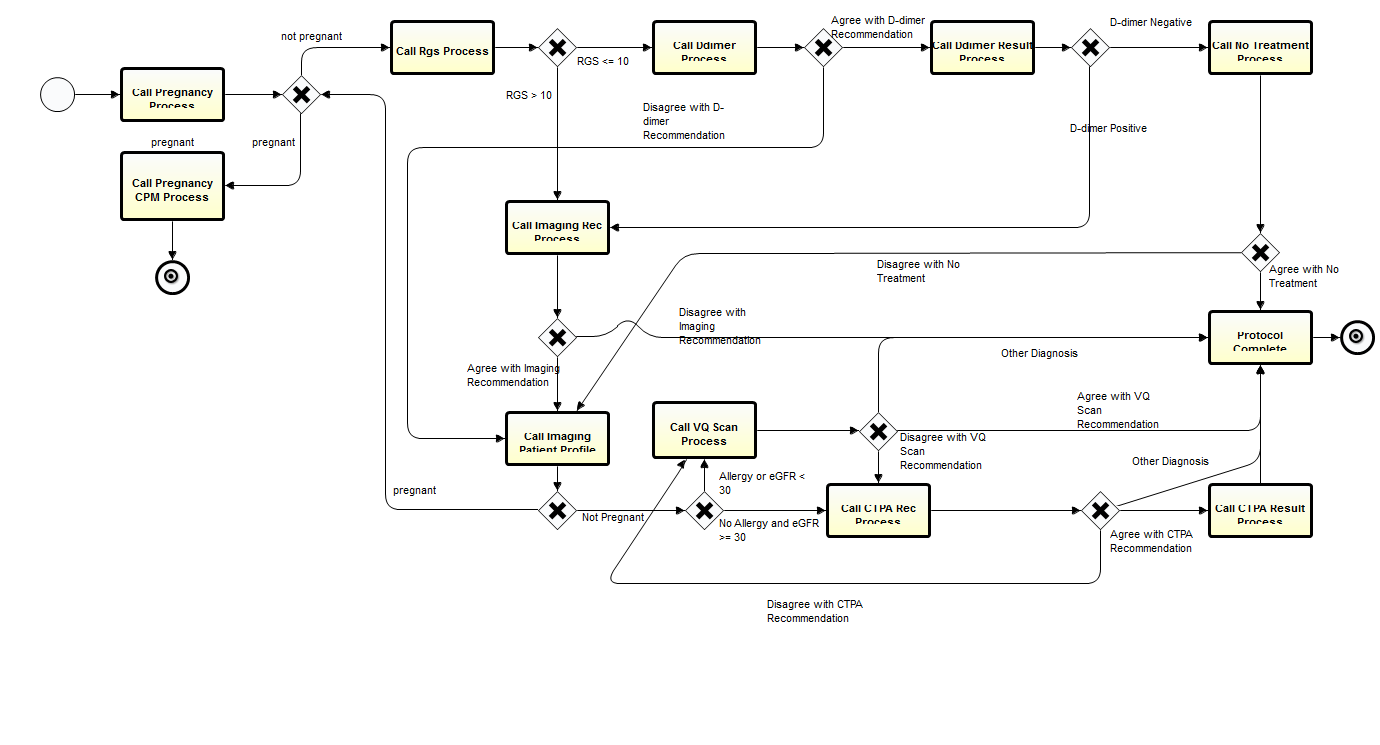 Agree with D-dimer
Recommendation
D-dimer Negative
not pregnant
Call Rgs Process
RGS <= 10
Call Ddimer
Process
Call Ddimer Result
Process
Call No Treatment
Process
Call Pregnancy
Process
RGS > 10
Disagree with D-
dimer
Recommendation
D-dimer Positive
pregnant
pregnant
Call Pregnancy
CPM Process
Call Imaging Rec
Process
Disagree with No
Treatment
Agree with No
Treatment
Disagree with
Imaging
Recommendation
Other Diagnosis
Protocol
Complete
Agree with Imaging
Recommendation
Call Imaging
Patient Profile
Call VQ Scan
Process
Agree with VQ
Scan
Recommendation
Disagree with VQ
Scan
Recommendation
Other Diagnosis
pregnant
Not Pregnant
Allergy or eGFR <
30
No Allergy and eGFR
>= 30
Call CTPA Rec
Process
Call CTPA Result
Process
Agree with CTPA
Recommendation
Disagree with CTPA
Recommendation